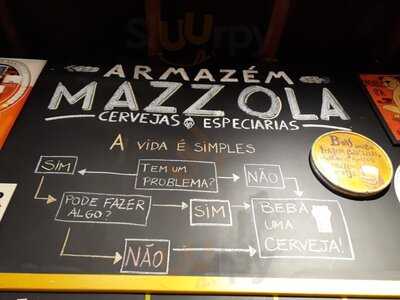 ARMAZÉM
MAZZOLA
CERVEJAS & ESPECIARIAS
A VIDA É SIMPLES
SIM
TEM UM
PROBLEMA?
NÃO
PODE FAZER
ALGO?
SIM
BEBA
UMA
CERVEJA!
NÃO
Sluurpy